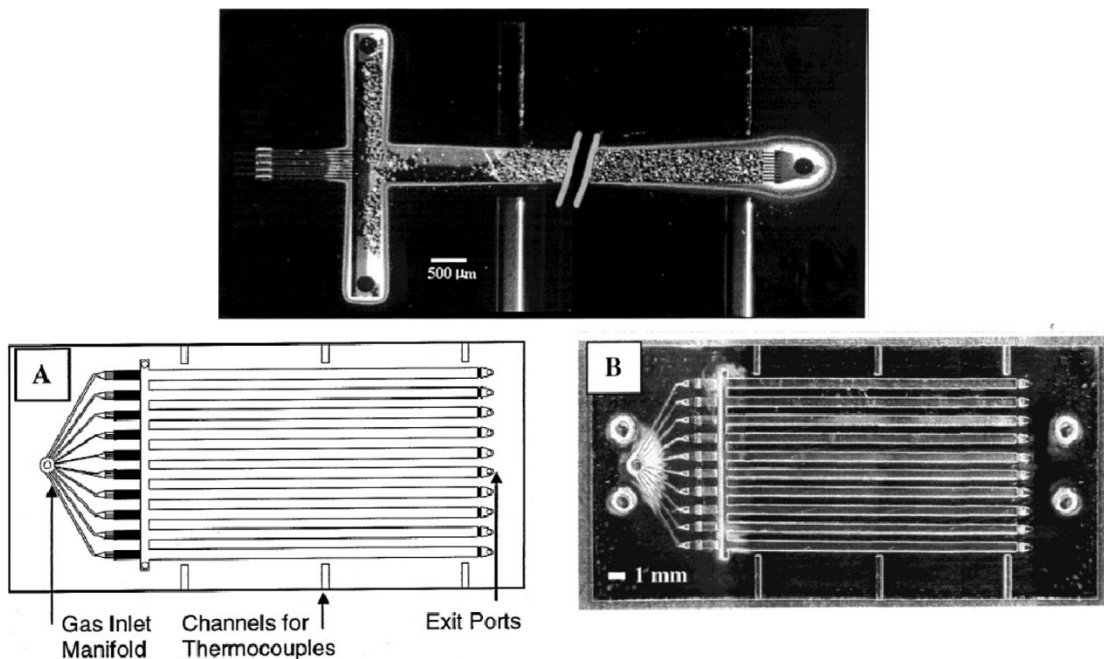 500 μm
A
B
1 mm
Gas Inlet
Manifold
Channels for
Thermocouples
Exit Ports